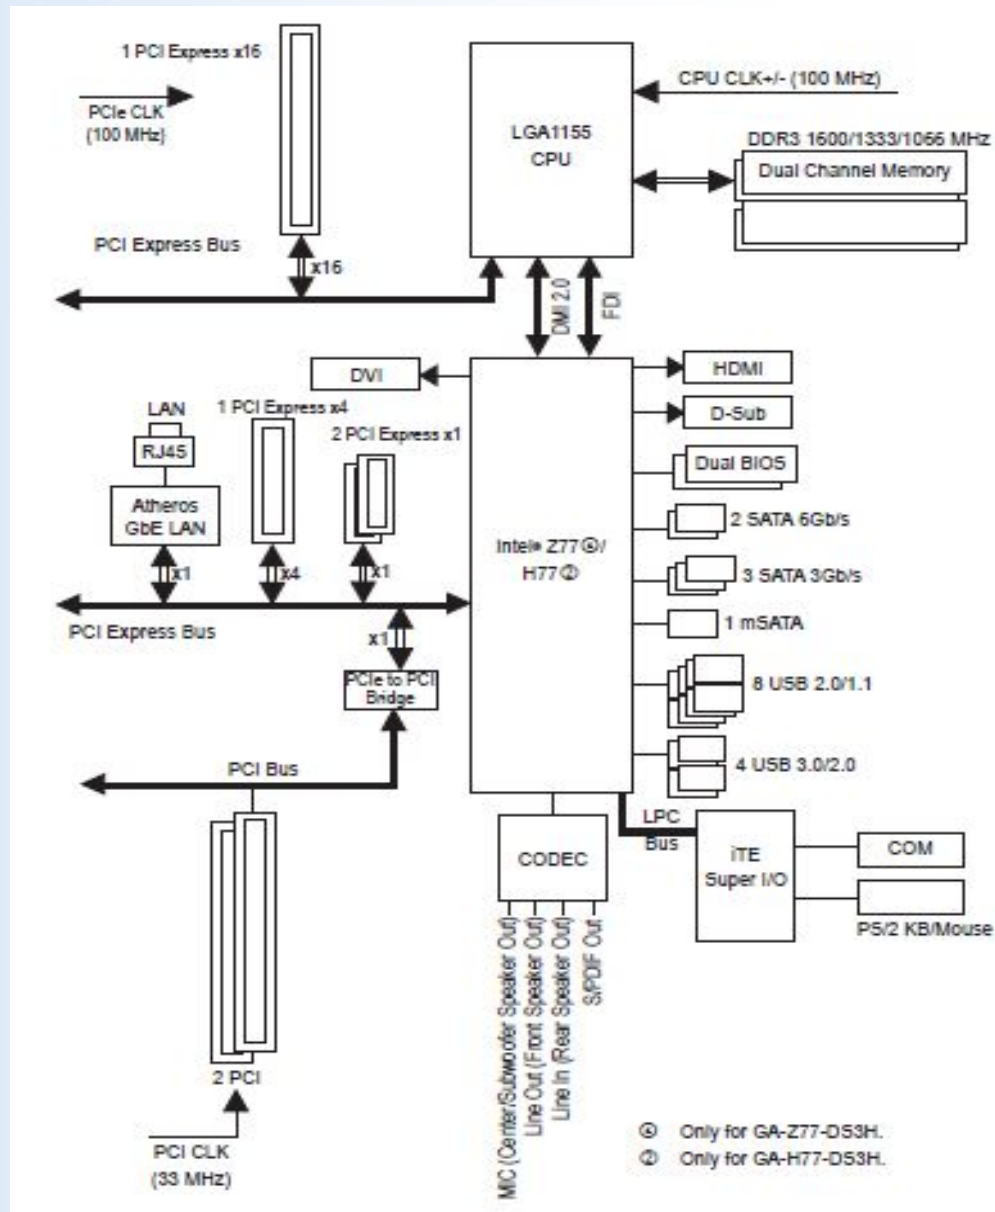 1 PCI Express x16
PCIe CLK
(100 MHz)
LGA1155
CPU
CPU CLK+/- (100 MHz)
DDR3 1600/1333/1066 MHz
Dual Channel Memory
PCI Express Bus
x16
DMI 2.0
FDI
DVI
HDMI
LAN
1 PCI Express x4
D-Sub
RJ45
2 PCI Express x1
Dual BIOS
Atheros
GbE LAN
2 SATA 6Gb/s
Intel® Z77④/
H77②
x1
x4
x1
3 SATA 3Gb/s
PCI Express Bus
1 mSATA
x1
PCIe to PCI
Bridge
8 USB 2.0/1.1
PCI Bus
4 USB 3.0/2.0
LPC
Bus
CODEC
iTE
Super I/O
COM
PS/2 KB/Mouse
MIC (Center/Subwoofer Speaker Out)
Line Out (Front Speaker Out)
Line In (Rear Speaker Out)
S/PDIF Out
2 PCI
PCI CLK
(33 MHz)
④ Only for GA-Z77-DS3H.
② Only for GA-H77-DS3H.